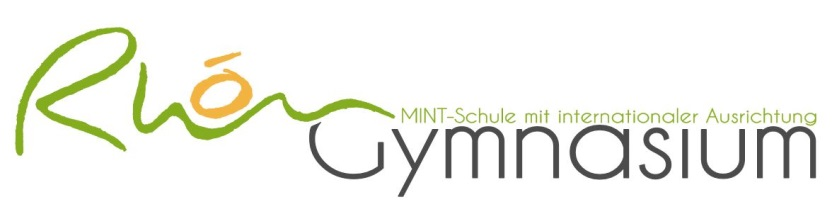 Rhön
MINT-Schule mit internationaler Ausrichtung
Gymnasium